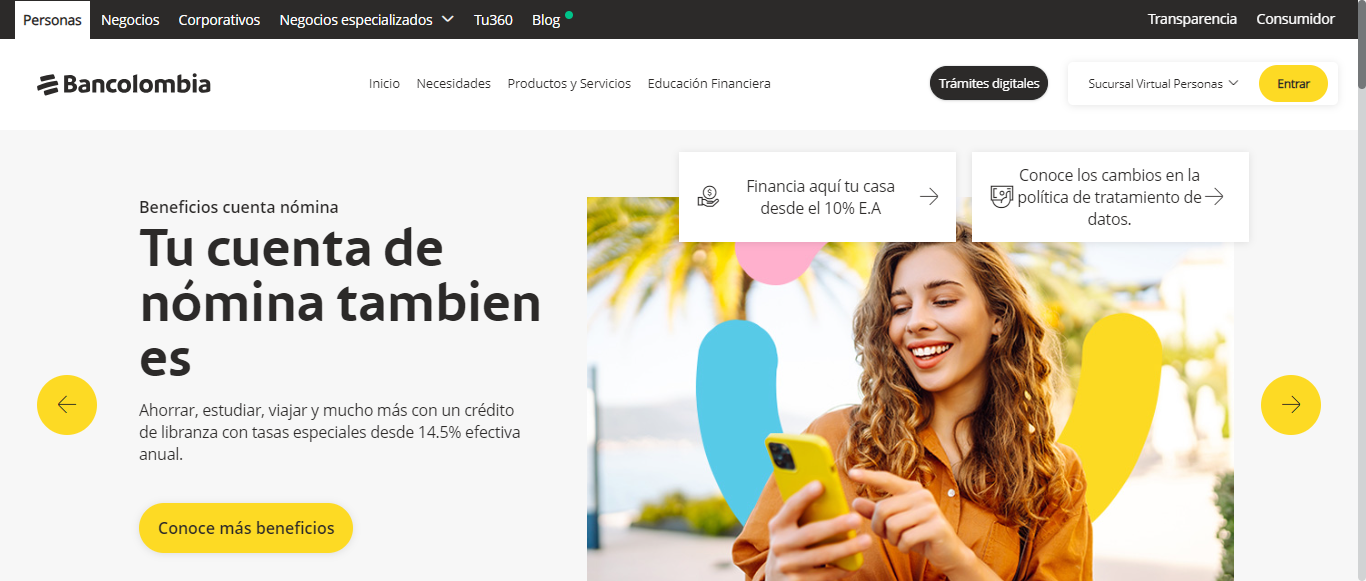 Personas Negocios Corporativos Negocios especializados Tu360 Blog Transparencia Consumidor
Bancolombia Inicio Necesidades Productos y Servicios Educación Financiera Trámites digitales Sucursal Virtual Personas Entrar
Financia aquí tu casa
desde el 10% E.A
Conoce los cambios en la
política de tratamiento de
datos.
Beneficios cuenta nómina
Tu cuenta de
nómina tambien
es
Ahorrar, estudiar, viajar y mucho más con un crédito
de libranza con tasas especiales desde 14.5% efectiva
anual.
Conoce más beneficios